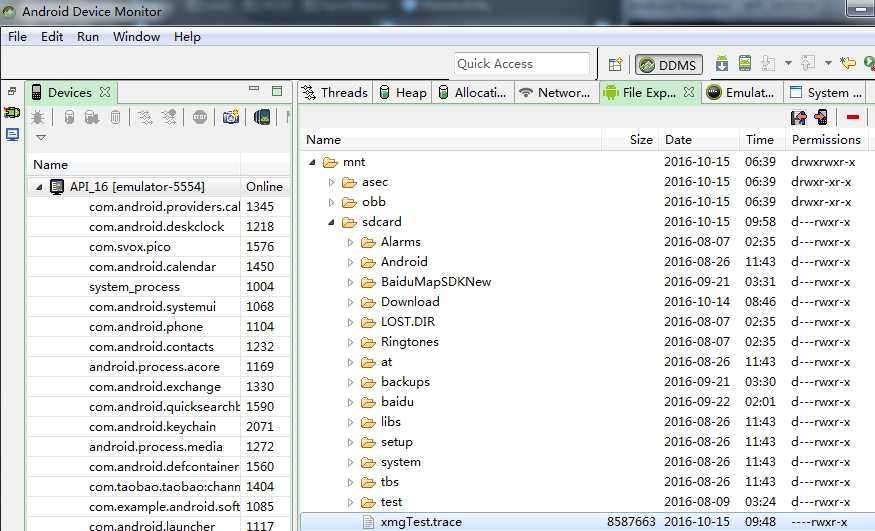 Android Device Monitor
File Edit Run Window Help
Quick Access
DDMS
Devices
Threads Heap Allocati... Networ... File Exp... Emulat... System ...
Name
API_16 [emulator-5554] Online
com.android.providers.cal 1345
com.android.deskclock 1218
com.svox.pico 1576
com.android.calendar 1450
system_process 1004
com.android.systemui 1068
com.android.phone 1104
com.android.contacts 1232
android.process.acore 1169
com.android.exchange 1330
com.android.quicksearchb 1590
com.android.keychain 2071
android.process.media 1272
com.android.defcontainer 1560
com.taobao.taobao:chann 1404
com.example.android.soft 1085
com.android.launcher 1117
Name Size Date Time Permissions
mnt 2016-10-15 06:39 drwxrwxr-x
asec 2016-10-15 06:39 drwxr-xr-x
obb 2016-10-15 06:39 drwxr-xr-x
sdcard 2016-10-15 09:58 d---rwxr-x
Alarms 2016-08-07 02:35 d---rwxr-x
Android 2016-08-26 11:43 d---rwxr-x
BaiduMapSDKNew 2016-09-21 03:31 d---rwxr-x
Download 2016-10-14 08:46 d---rwxr-x
LOST.DIR 2016-08-07 02:35 d---rwxr-x
Ringtones 2016-08-07 02:35 d---rwxr-x
at 2016-08-26 11:43 d---rwxr-x
backups 2016-09-21 03:30 d---rwxr-x
baidu 2016-09-22 02:01 d---rwxr-x
libs 2016-08-26 11:43 d---rwxr-x
setup 2016-08-26 11:43 d---rwxr-x
system 2016-08-26 11:43 d---rwxr-x
tbs 2016-08-26 11:43 d---rwxr-x
test 2016-08-09 03:24 d---rwxr-x
xmgTest.trace 8587663 2016-10-15 09:48 ----rwxr-x